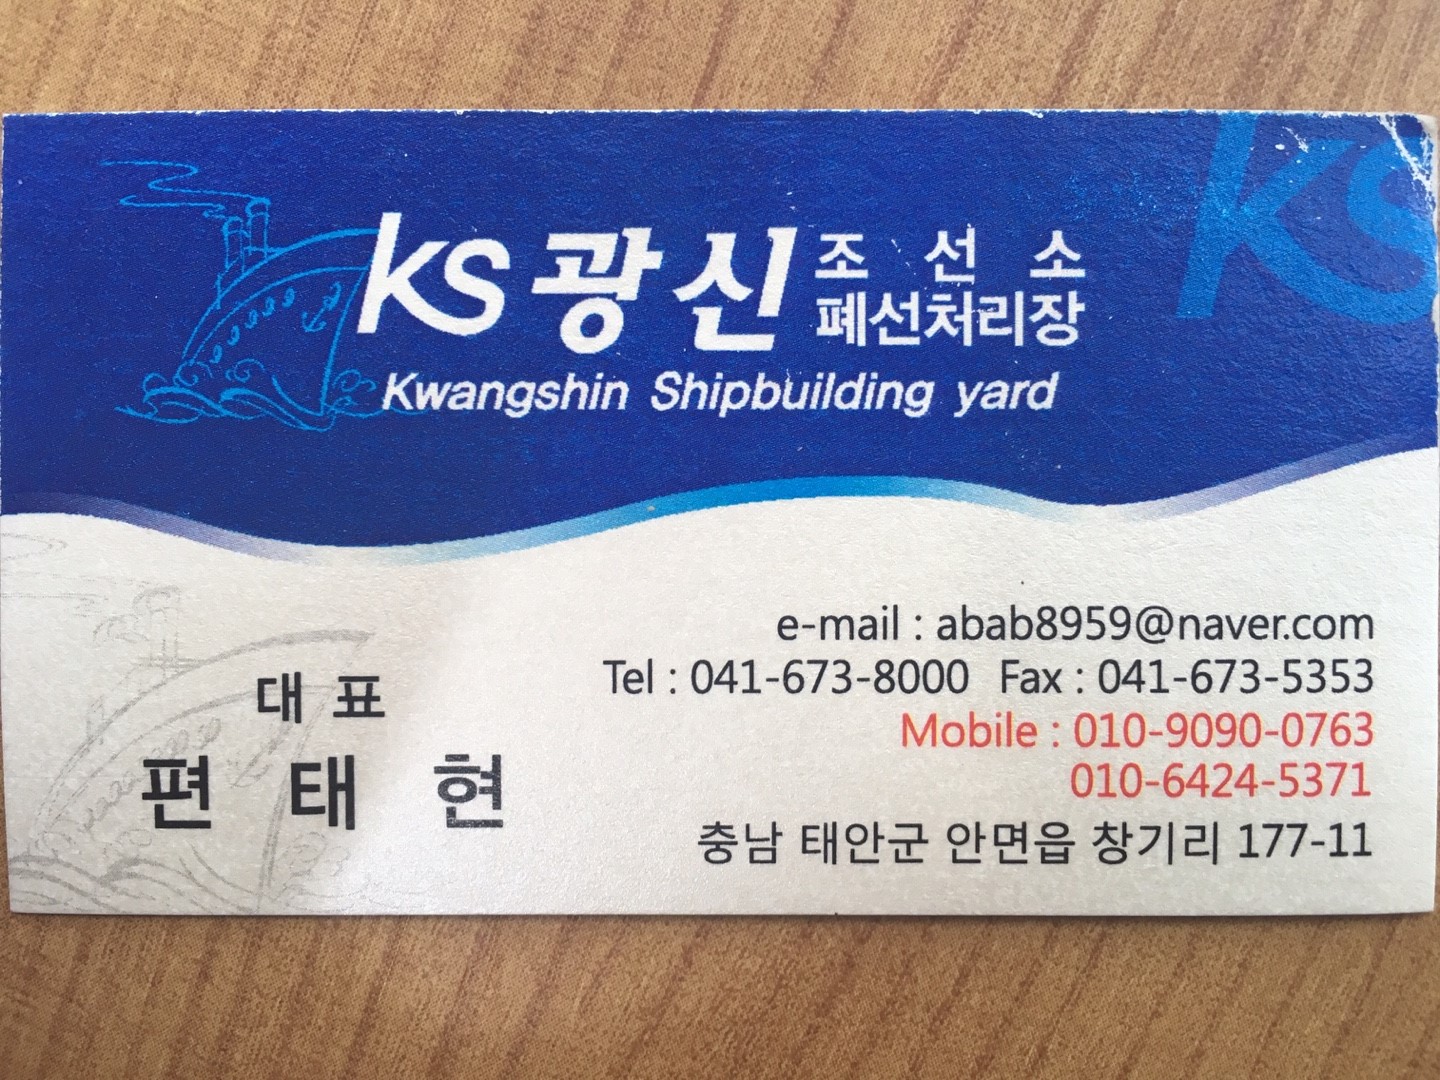 KS
KS 광신 조선소
폐선처리장
Kwangshin Shipbuilding yard
e-mail : abab8959@naver.com
Tel : 041-673-8000 Fax : 041-673-5353
Mobile : 010-9090-0763
010-6424-5371
충남 태안군 안면읍 창기리 177-11
대표
편태현